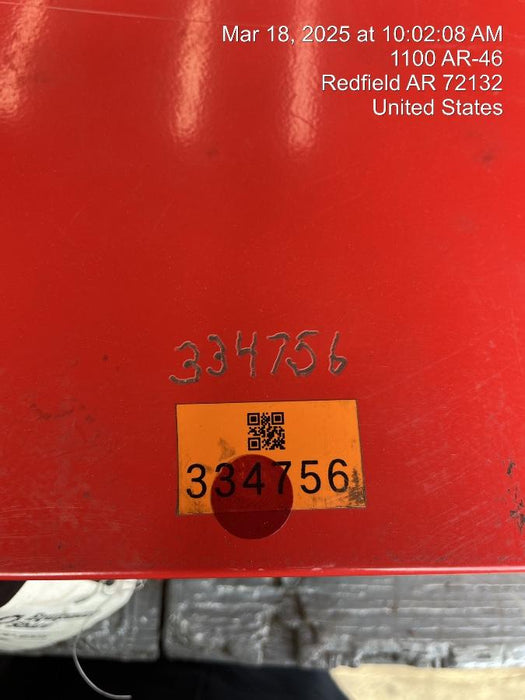 Mar 18, 2025 at 10:02:08 AM
1100 AR-46
Redfield AR 72132
United States
334756
334756